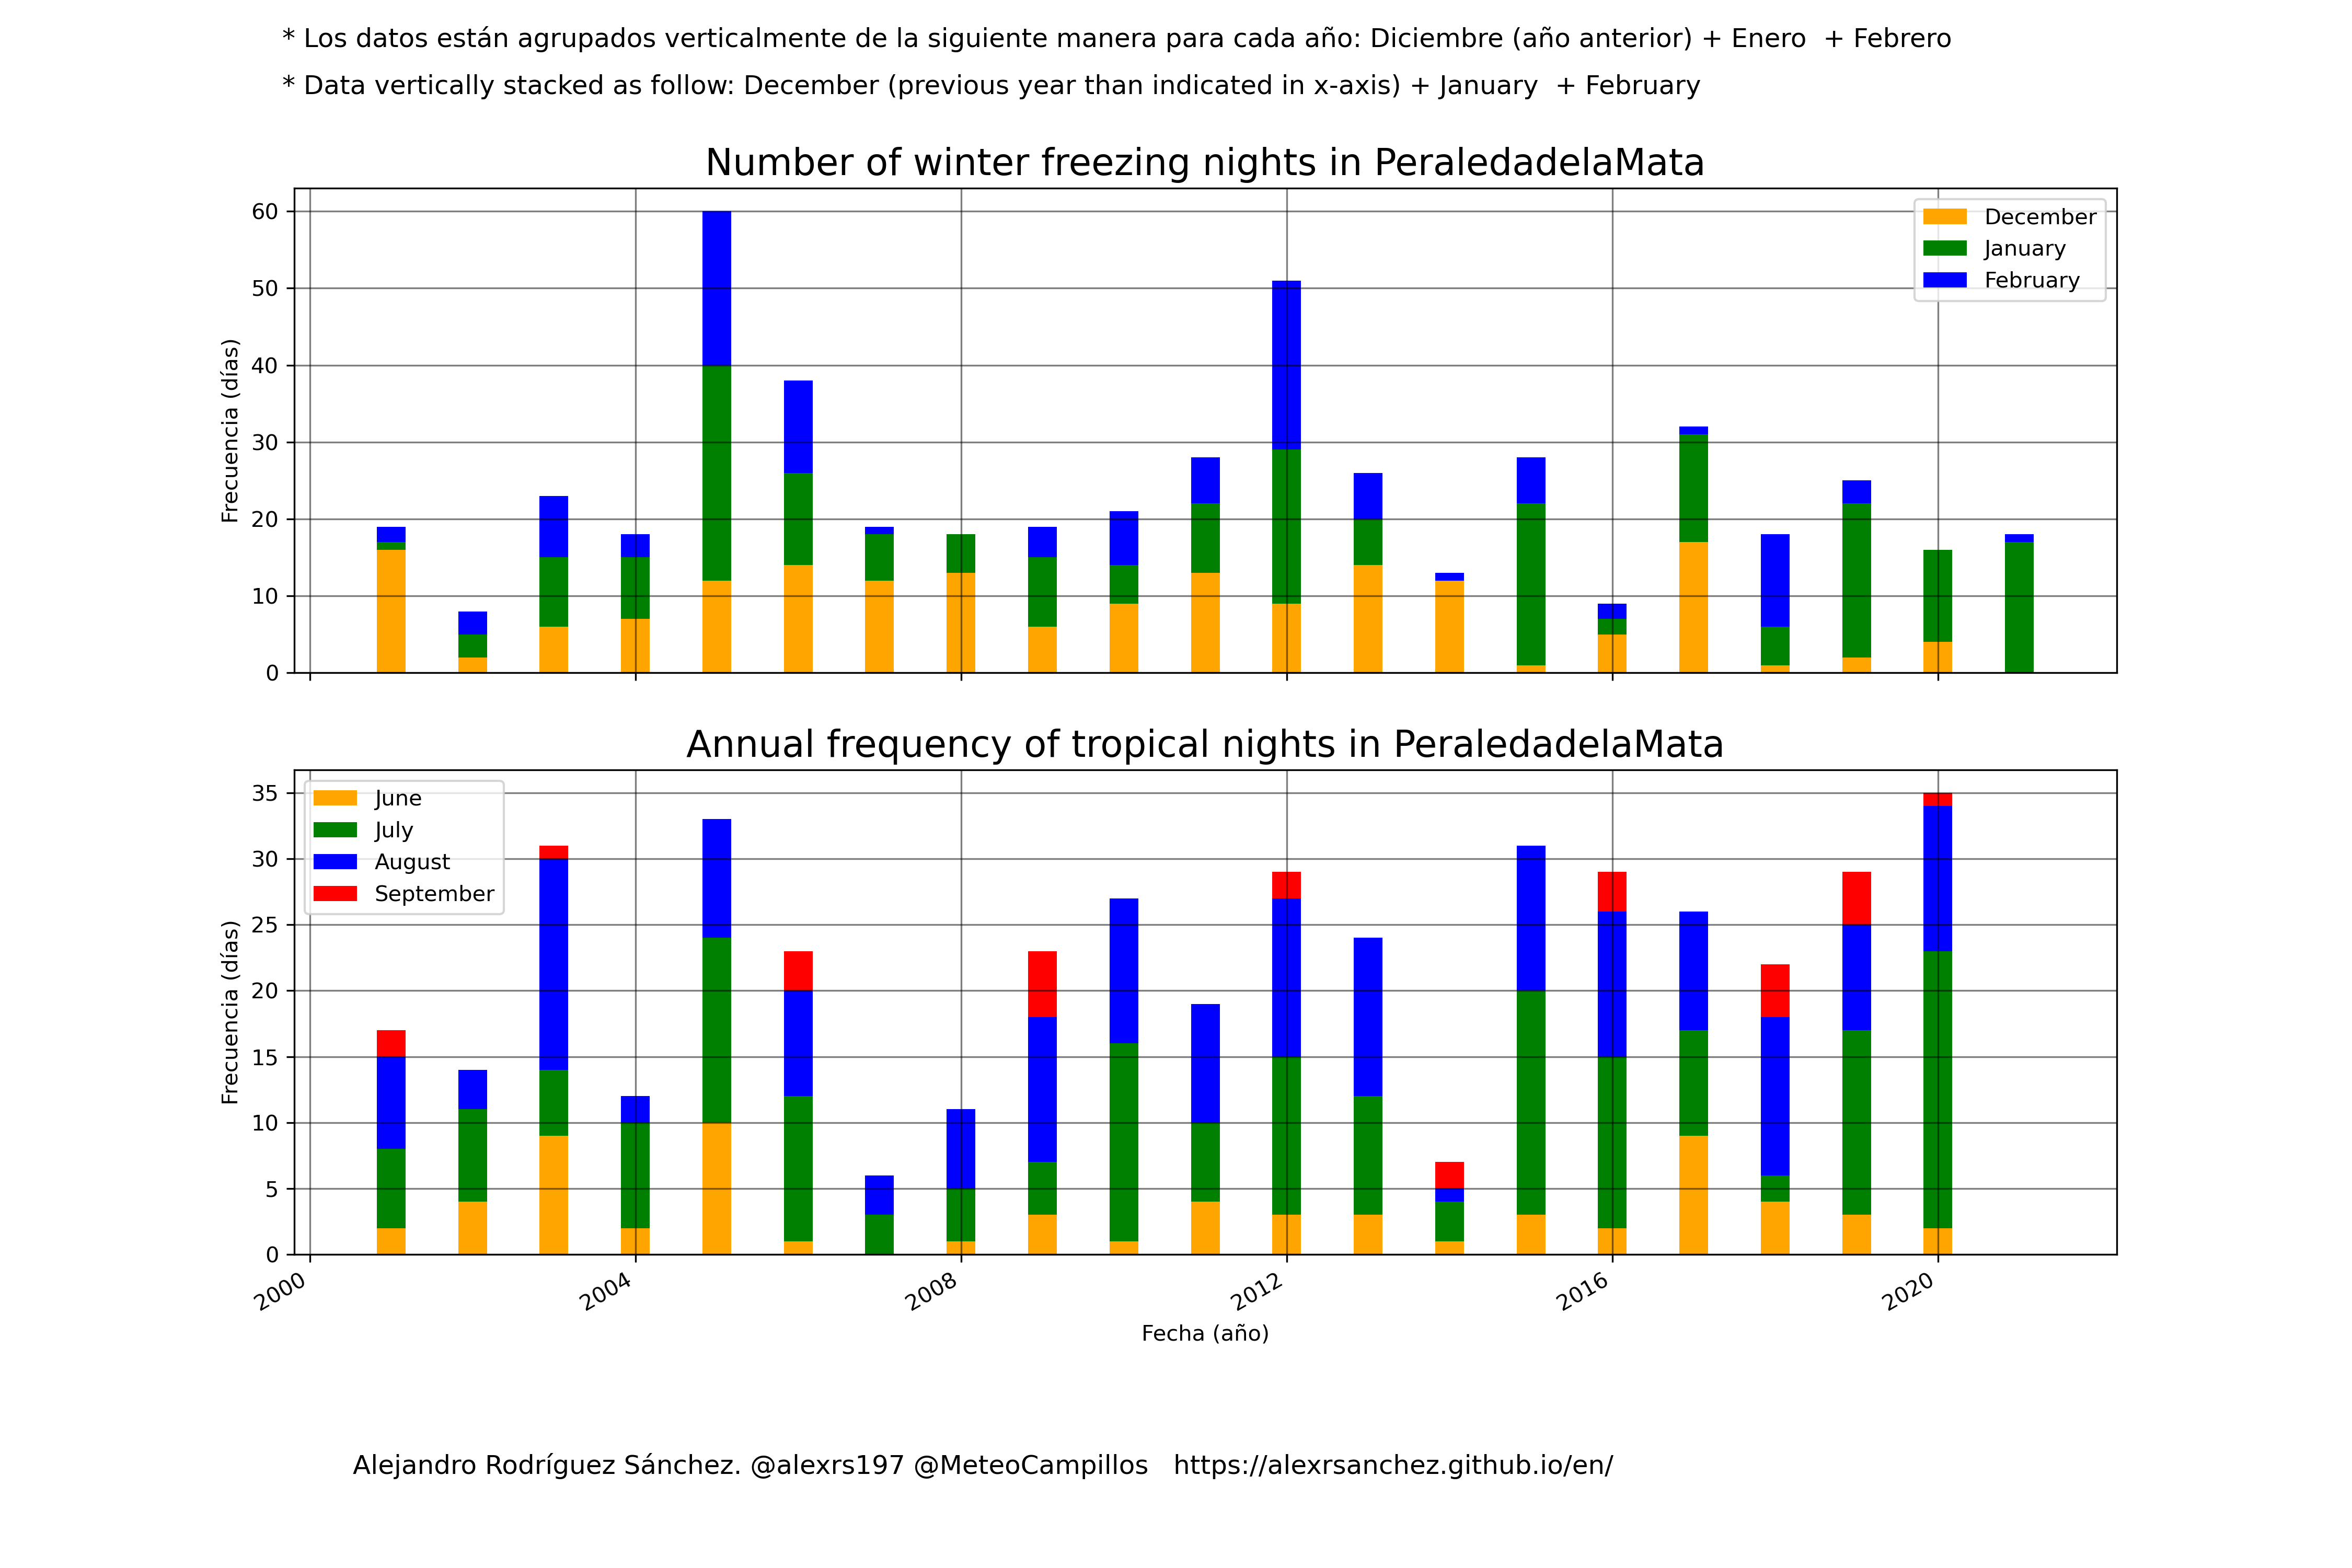 * Los datos están agrupados verticalmente de la siguiente manera para cada año: Diciembre (año anterior) + Enero  + Febrero
* Data vertically stacked as follow: December (previous year than indicated in x-axis) + January  + February
Number of winter freezing nights in PeraledadelaMata
60
50
40
30
20
10
0
Frecuencia (días)
December
January
February
Annual frequency of tropical nights in PeraledadelaMata
35
30
25
20
15
10
5
0
Frecuencia (días)
June
July
August
September
2000
2004
2008
2012
2016
2020
Fecha (año)
Alejandro Rodríguez Sánchez. @alexrs197 @MeteoCampillos   https://alexrsanchez.github.io/en/